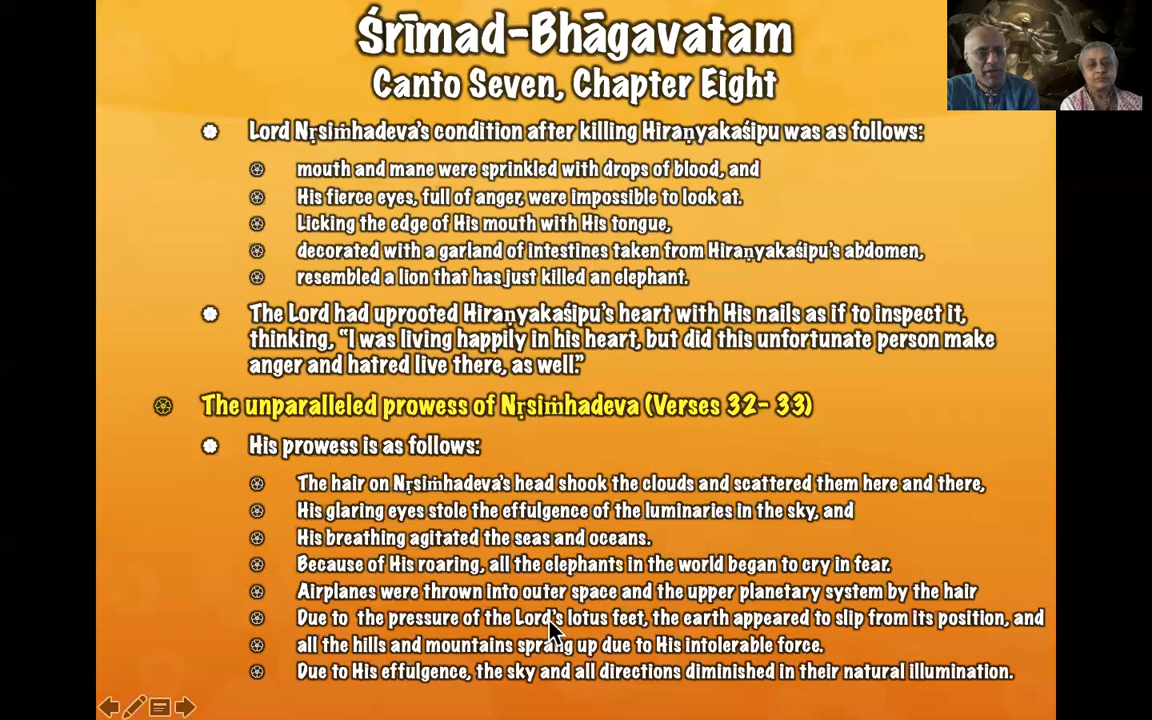 Śrīmad-Bhāgavatam
Canto Seven, Chapter Eight
Lord Nṛsiṁhadeva's condition after killing Hiraṇyakaśipu was as follows:
mouth and mane were sprinkled with drops of blood, and
His fierce eyes, full of anger, were impossible to look at.
Licking the edge of His mouth with His tongue,
decorated with a garland of intestines taken from Hiraṇyakaśipu's abdomen,
resembled a lion that has just killed an elephant.
The Lord had uprooted Hiraṇyakaśipu's heart with His nails as if to inspect it,
thinking, “I was living happily in his heart, but did this unfortunate person make
anger and hatred live there, as well.”
The unparalleled prowess of Nṛsiṁhadeva (Verses 32- 33)
His prowess is as follows:
The hair on Nṛsiṁhadeva's head shook the clouds and scattered them here and there,
His glaring eyes stole the effulgence of the luminaries in the sky, and
His breathing agitated the seas and oceans.
Because of His roaring, all the elephants in the world began to cry in fear.
Airplanes were thrown into outer space and the upper planetary system by the hair
Due to the pressure of the Lord's lotus feet, the earth appeared to slip from its position, and
all the hills and mountains sprang up due to His intolerable force.
Due to His effulgence, the sky and all directions diminished in their natural illumination.